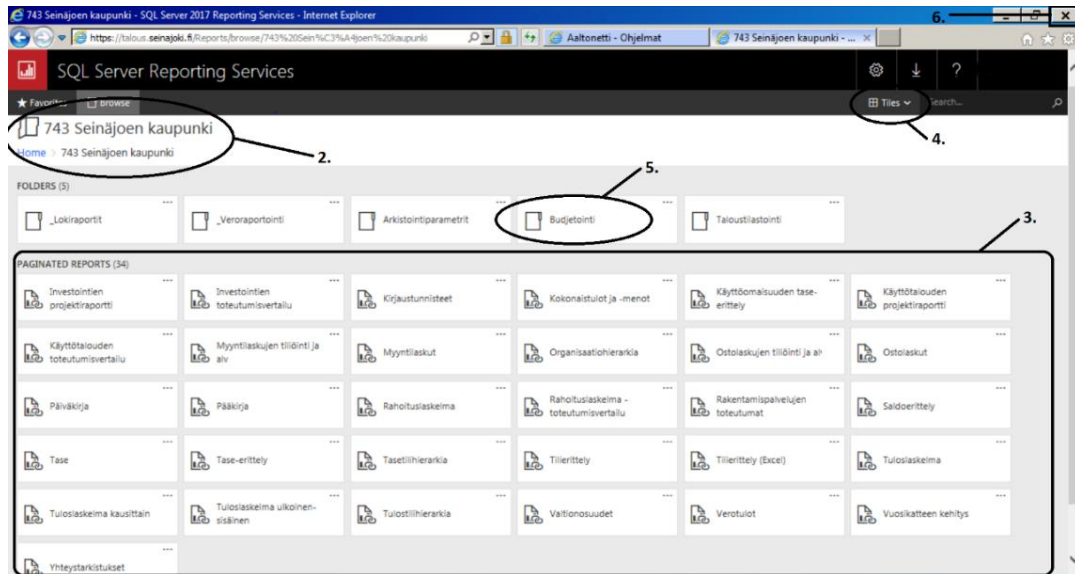 743 Seinäjoen kaupunki - SQL Server 2017 Reporting Services - Internet Explorer
6.
https://talous.seinajoki.fi/Reports/browse/743%20Sein%C3%A4joen%20kaupunki
Aaltonetti - Ohjelmat
743 Seinäjoen kaupunki - ...
SQL Server Reporting Services
Favorites
Browse
Tiles
Search...
743 Seinäjoen kaupunki
Home > 743 Seinäjoen kaupunki
2.
4.
5.
3.
FOLDERS (5)
_Lokiraportit
_Veroraportointi
Arkistointiparametrit
Budjetointi
Taloustilastointi
PAGINATED REPORTS (34)
Investointien
projektiraportti
Investointien
toteutumisvertailu
Kirjaustunnisteet
Kokonaistulot ja -menot
Käyttöomaisuuden tase-
erittely
Käyttötalouden
projektiraportti
Käyttötalouden
toteutumisvertailu
Myyntilaskujen tiliöinti ja
alv
Myyntilaskut
Organisaatiohierarkia
Ostolaskujen tiliöinti ja alv
Ostolaskut
Päiväkirja
Pääkirja
Rahoituslaskelma
Rahoituslaskelma -
toteutumisvertailu
Rakentamispalvelujen
toteutumat
Saldoerittely
Tase
Tase-erittely
Tasetilihierarkia
Tilierittely
Tilierittely (Excel)
Tuloslaskelma
Tuloslaskelma kausittain
Tuloslaskelma ulkoinen-
sisäinen
Tulostilihierarkia
Valtionosuudet
Verotulot
Vuosikatteen kehitys
Yhteystarkistukset